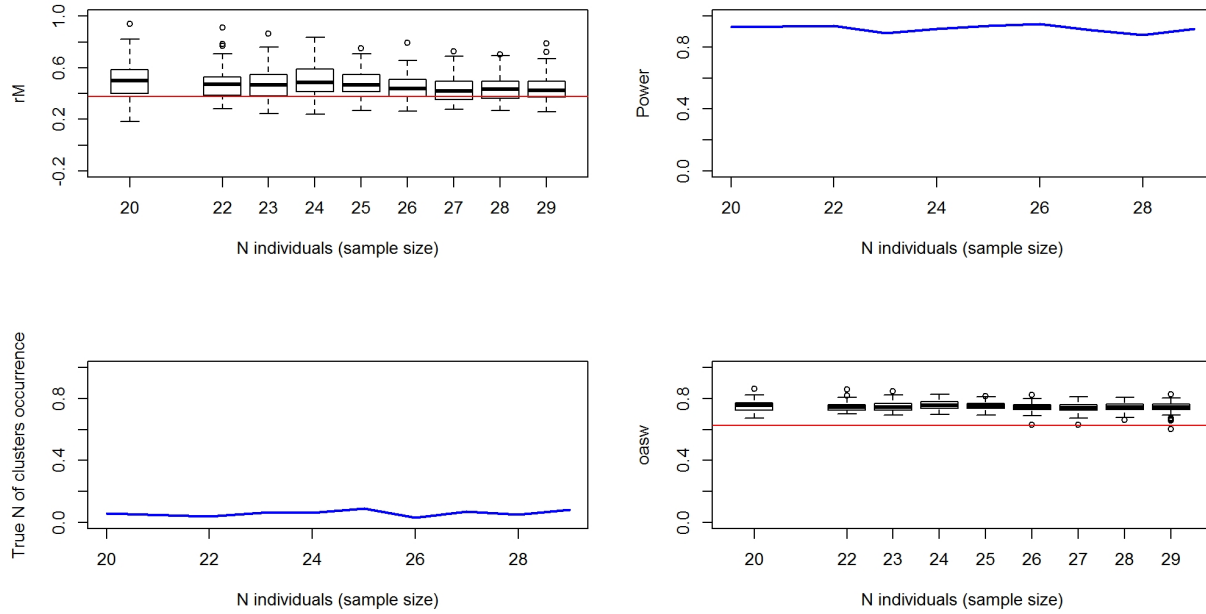 rM
1.0
0.6
0.2
-0.2
20 22 23 24 25 26 27 28 29
N individuals (sample size)
Power
0.8
0.4
0.0
20 22 24 26 28
N individuals (sample size)
True N of clusters occurrence
0.8
0.4
0.0
20 22 24 26 28
N individuals (sample size)
oasw
0.8
0.4
0.0
20 22 23 24 25 26 27 28 29
N individuals (sample size)